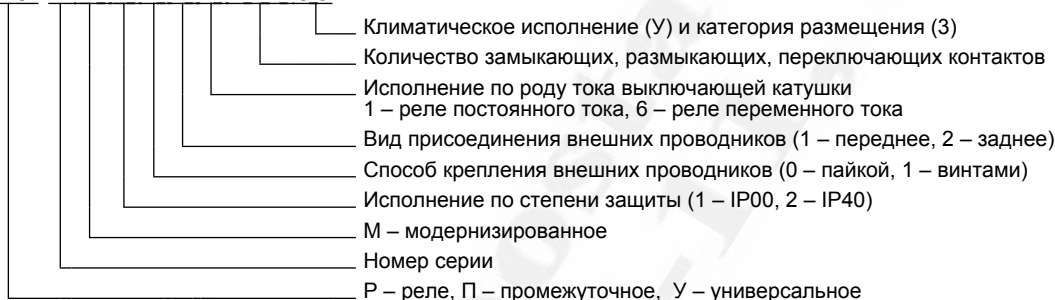 Климатическое исполнение (У) и категория размещения (3)
Количество замыкающих, размыкающих, переключающих контактов
Исполнение по роду тока выключающей катушки
1 – реле постоянного тока, 6 – реле переменного тока
Вид присоединения внешних проводников (1 – переднее, 2 – заднее)
Способ крепления внешних проводников (0 – пайкой, 1 – винтами)
Исполнение по степени защиты (1 – IP00, 2 – IP40)
М – модернизированное
Номер серии
Р – реле, П – промежуточное, У – универсальное